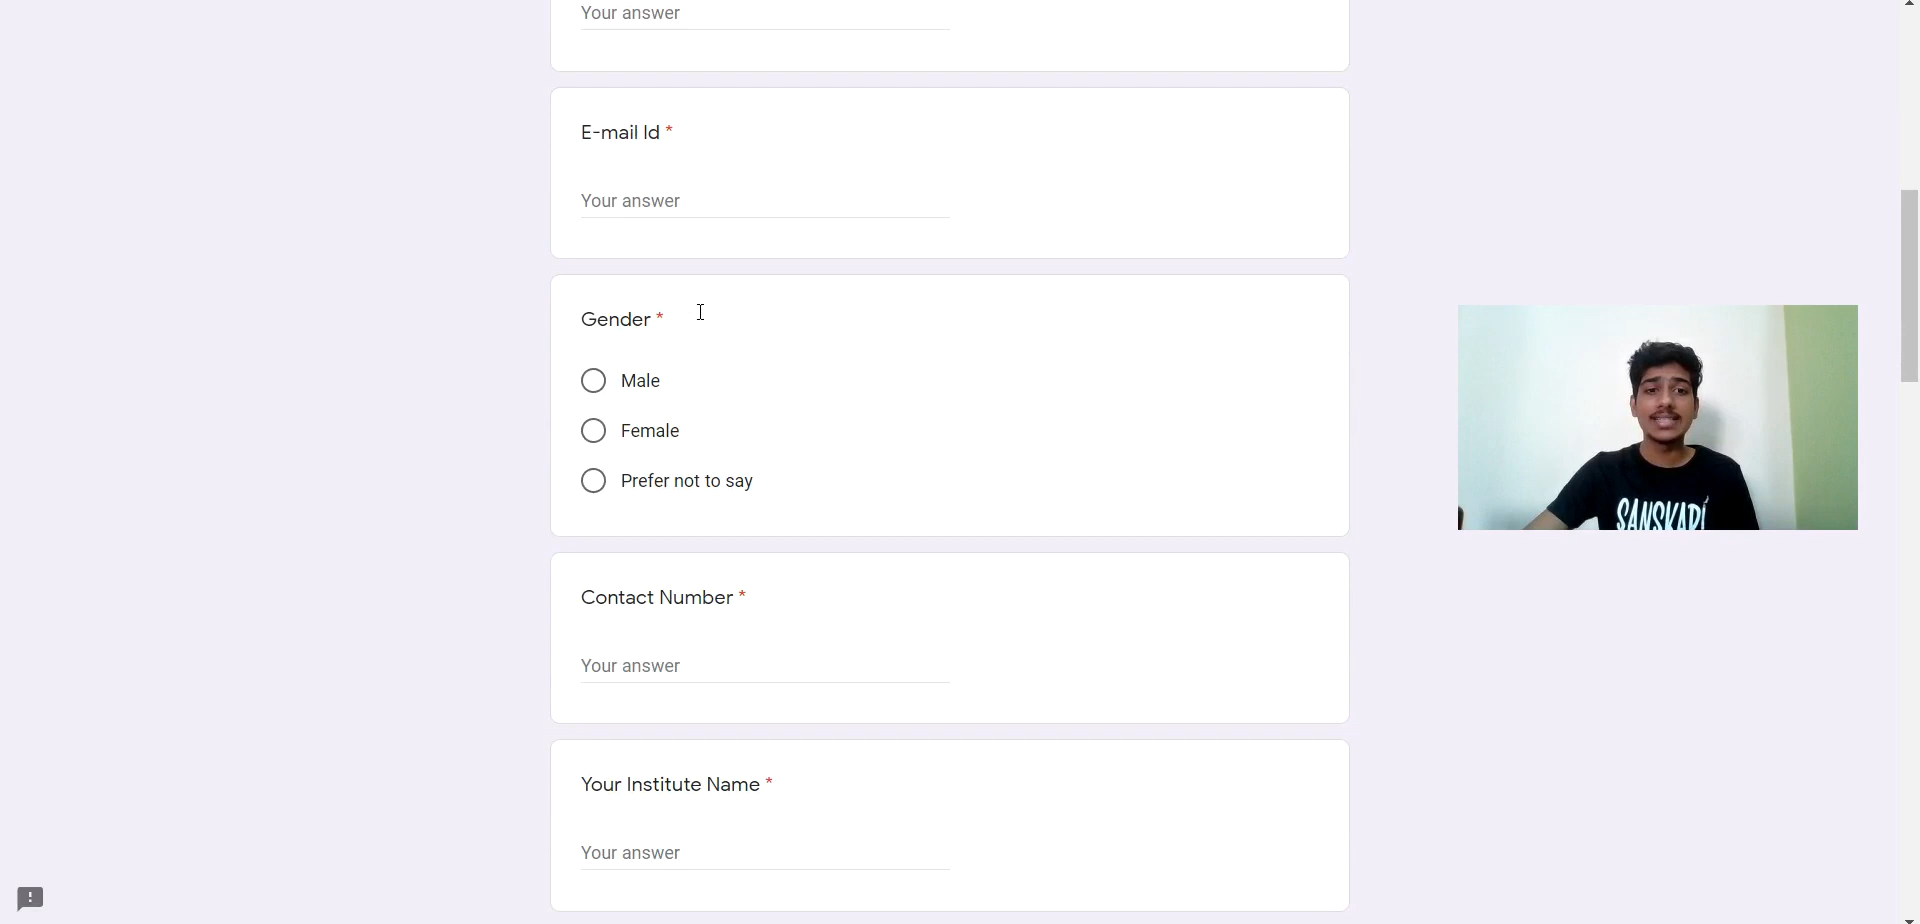 Your answer
E-mail Id *
Your answer
Gender *
Male
Female
Prefer not to say
Contact Number *
Your answer
Your Institute Name *
Your answer
SANSKARI